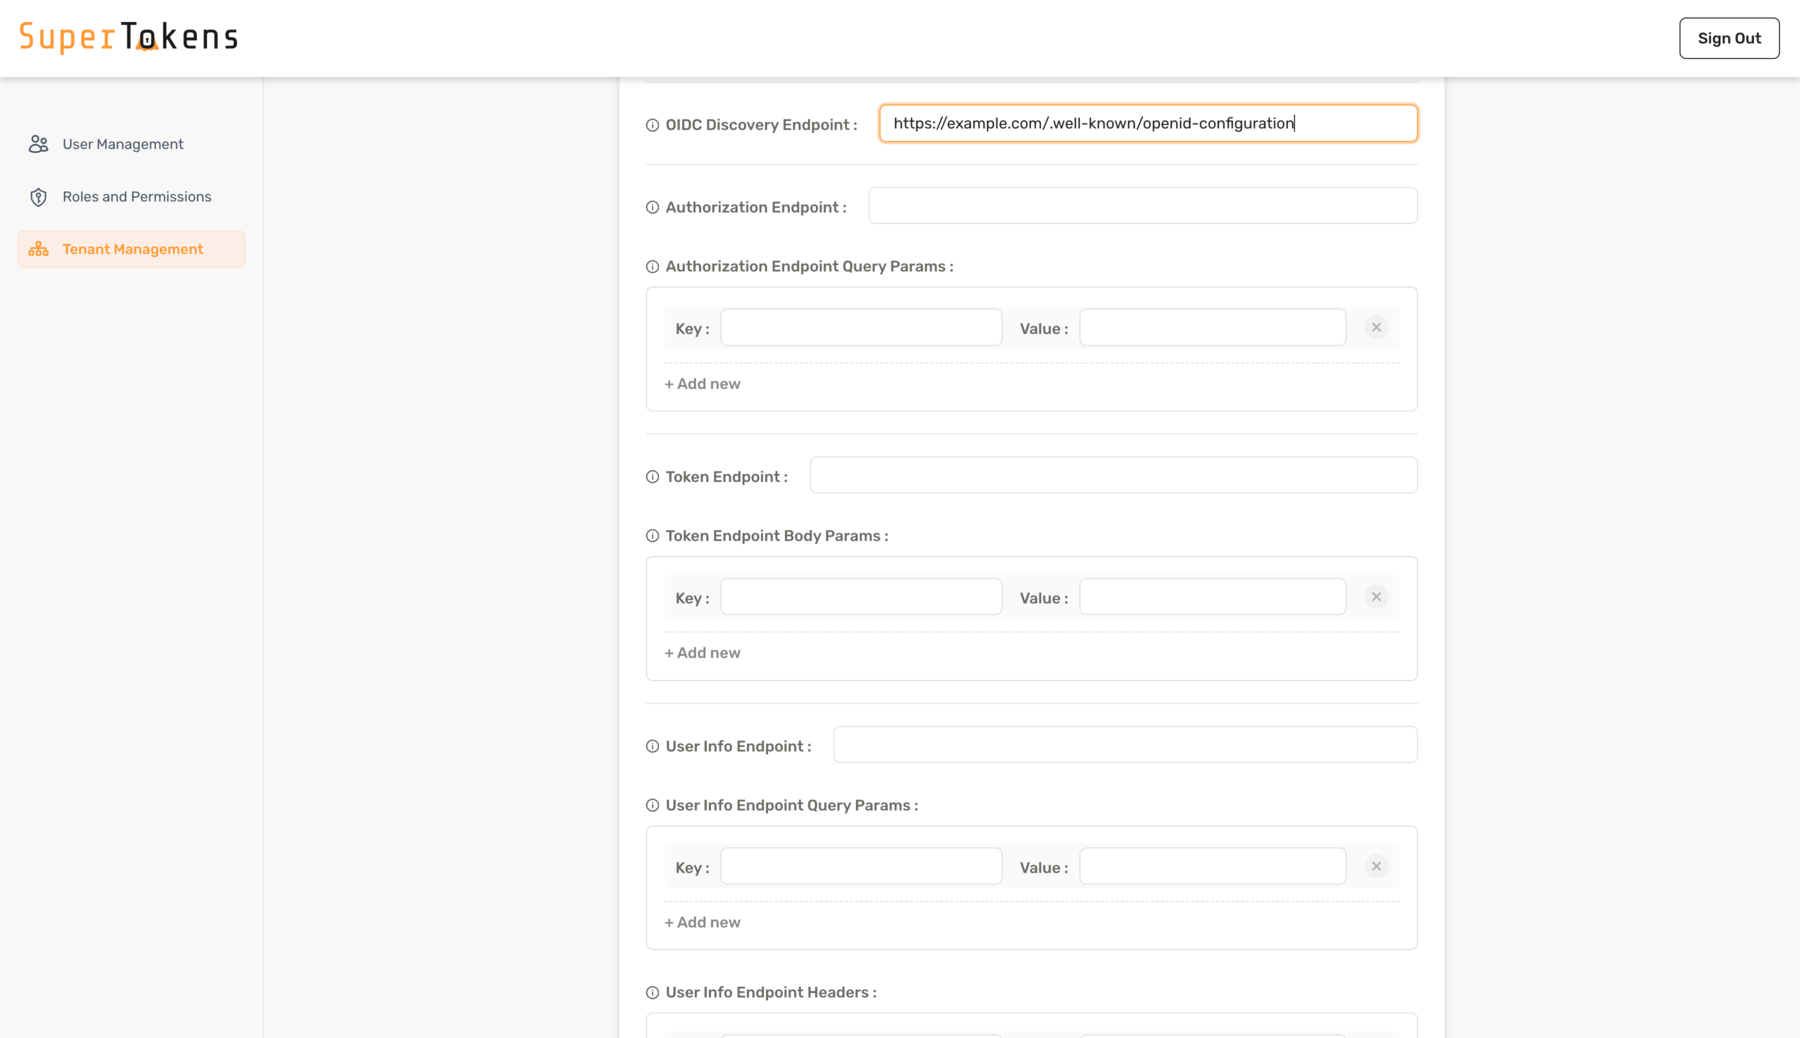 SuperTokens
Sign Out
User Management
Roles and Permissions
Tenant Management
OIDC Discovery Endpoint :
https://example.com/.well-known/openid-configuration
Authorization Endpoint :
Authorization Endpoint Query Params :
Key :
Value :
+ Add new
Token Endpoint :
Token Endpoint Body Params :
Key :
Value :
+ Add new
User Info Endpoint :
User Info Endpoint Query Params :
Key :
Value :
+ Add new
User Info Endpoint Headers :